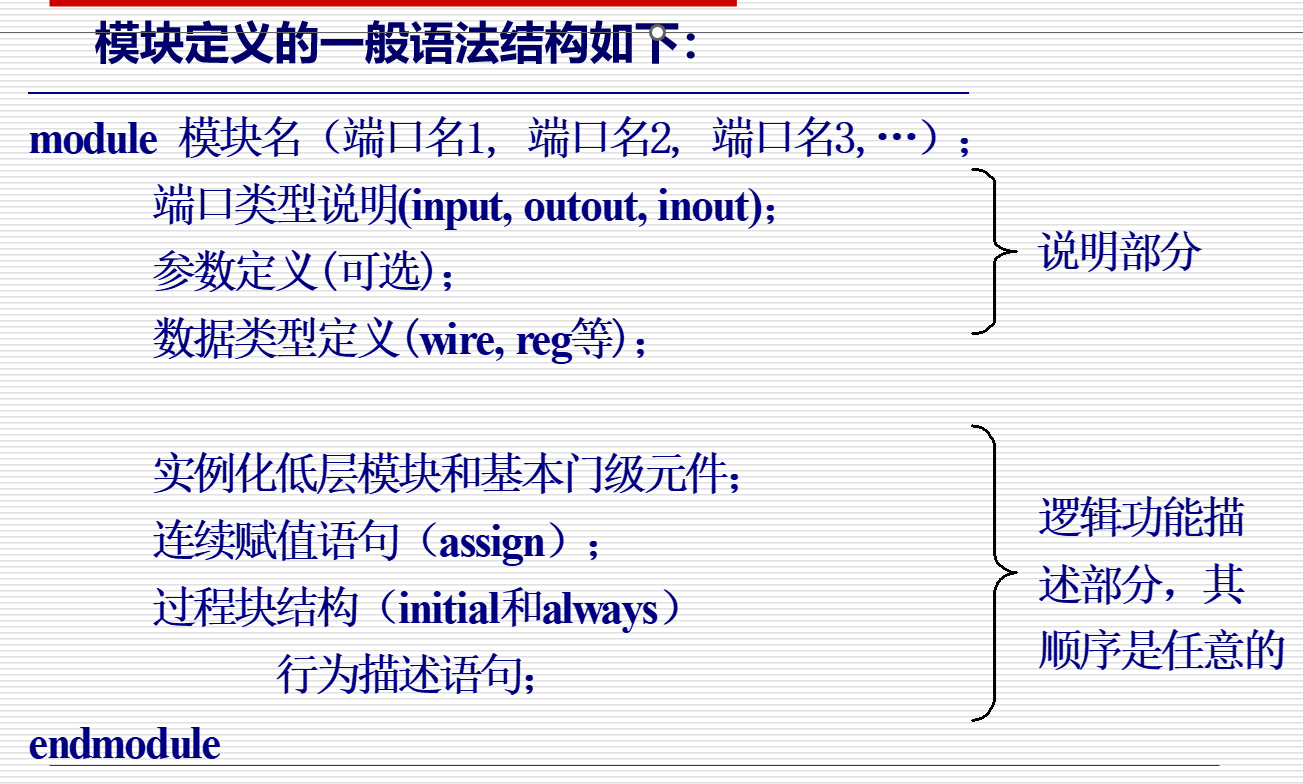 模块定义的一般语法结构如下：
module 模块名（端口名1, 端口名2, 端口名3,…）;
端口类型说明(input, outout, inout);
参数定义(可选);
数据类型定义(wire, reg等);
说明部分
实例化低层模块和基本门级元件;
连续赋值语句（assign）;
过程块结构（initial和always）
行为描述语句;
逻辑功能描
述部分，其
顺序是任意的
endmodule